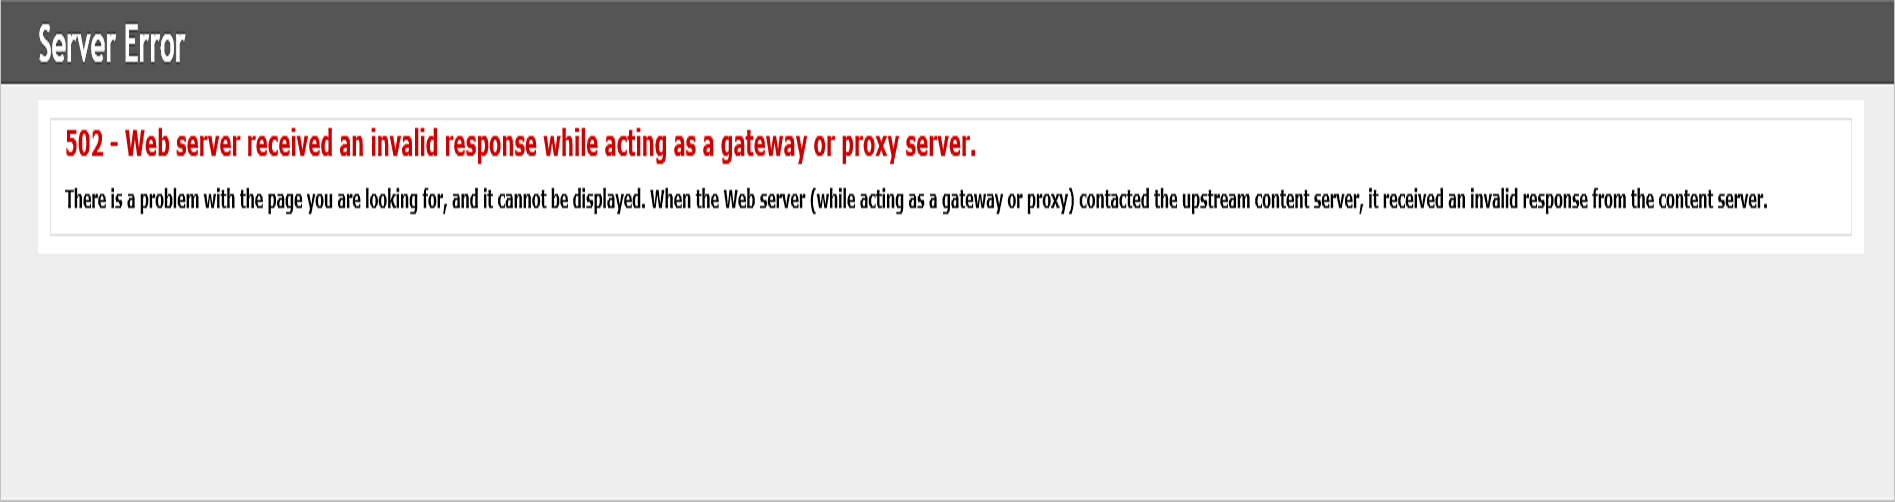 Server Error
502 - Web server received an invalid response while acting as a gateway or proxy server.
There is a problem with the page you are looking for, and it cannot be displayed. When the Web server (while acting as a gateway or proxy) contacted the upstream content server, it received an invalid response from the content server.